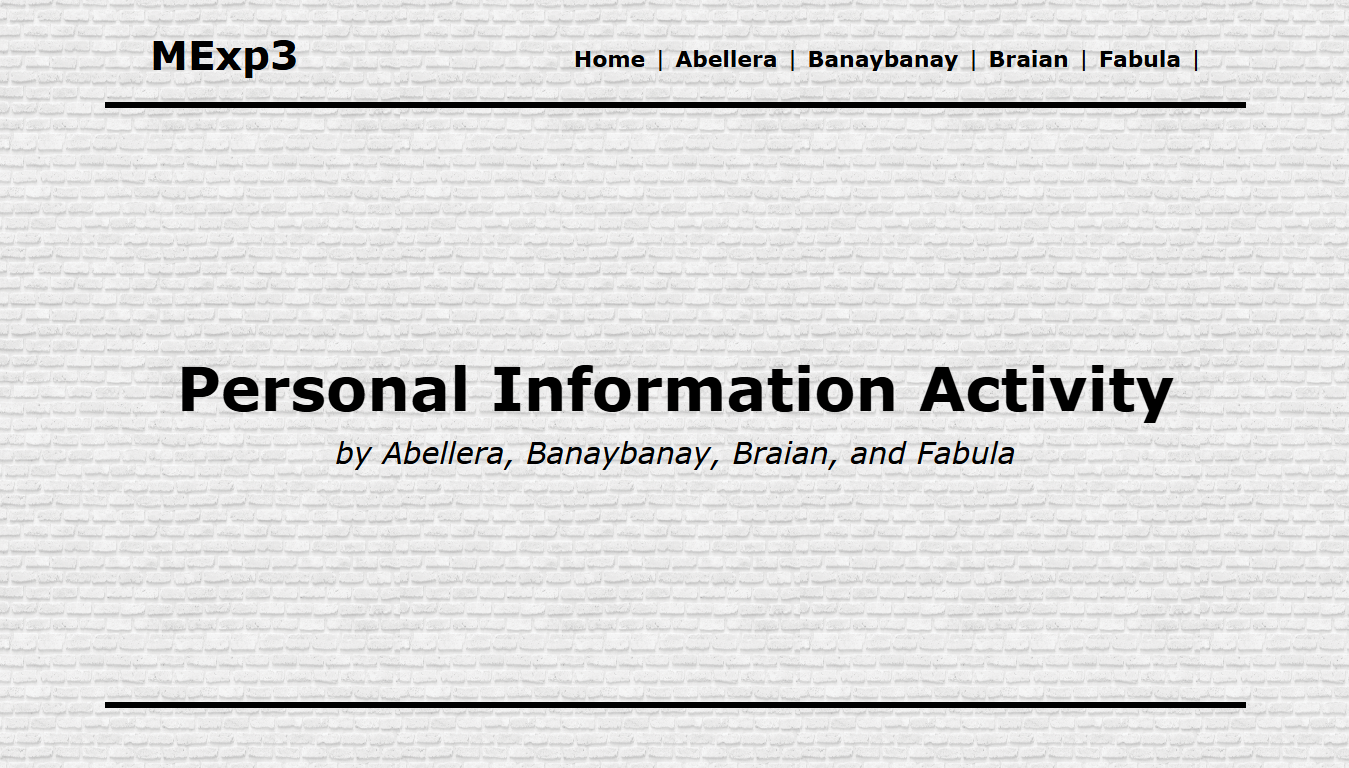 MExp3
Home | Abellera | Banaybanay | Braian | Fabula |
Personal Information Activity
by Abellera, Banaybanay, Braian, and Fabula